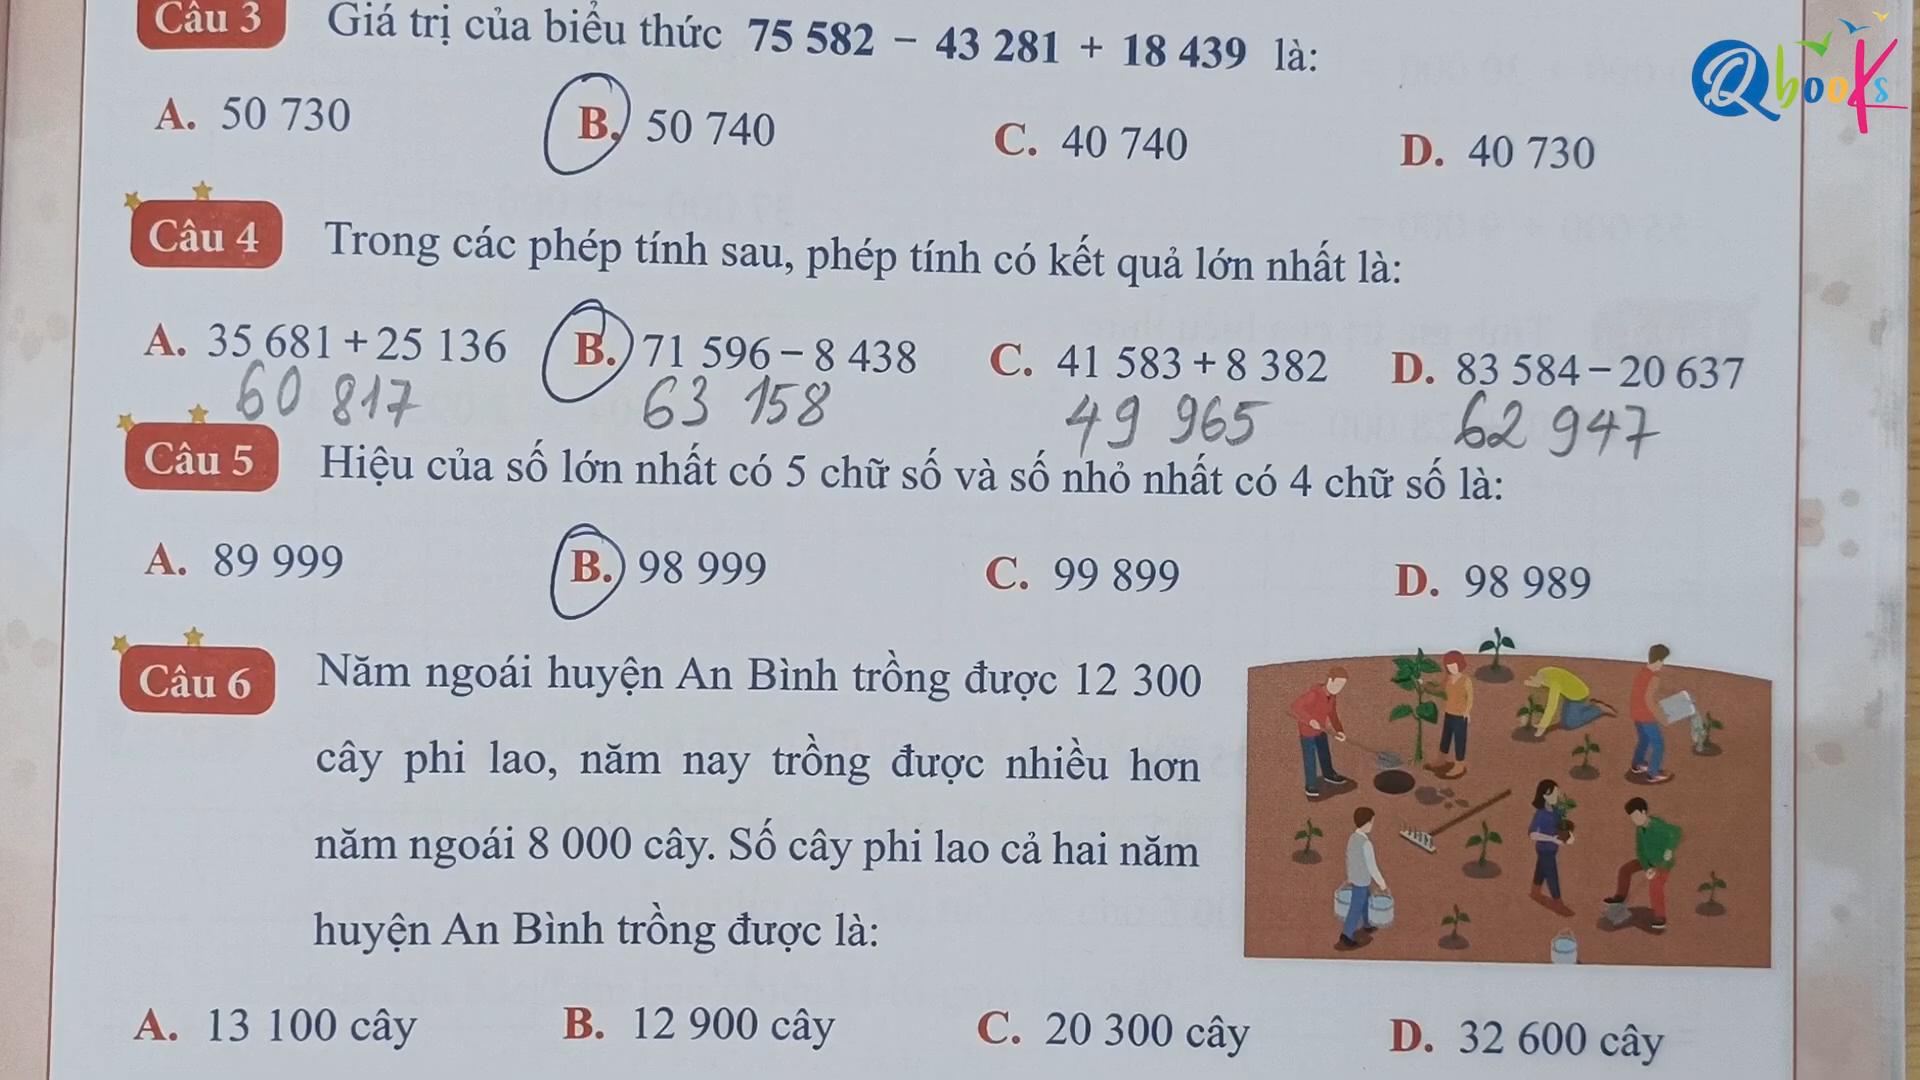 Qbooks
Câu 3 Giá trị của biểu thức 75 582 − 43 281 + 18 439 là:
A. 50 730 B. 50 740 C. 40 740 D. 40 730
Câu 4 Trong các phép tính sau, phép tính có kết quả lớn nhất là:
A. 35 681 + 25 136 B. 71 596 − 8 438 C. 41 583 + 8 382 D. 83 584 − 20 637
60 817 63 158 49 965 62 947
Câu 5 Hiệu của số lớn nhất có 5 chữ số và số nhỏ nhất có 4 chữ số là:
A. 89 999 B. 98 999 C. 99 899 D. 98 989
Câu 6 Năm ngoái huyện An Bình trồng được 12 300
cây phi lao, năm nay trồng được nhiều hơn
năm ngoái 8 000 cây. Số cây phi lao cả hai năm
huyện An Bình trồng được là:
A. 13 100 cây B. 12 900 cây C. 20 300 cây D. 32 600 cây